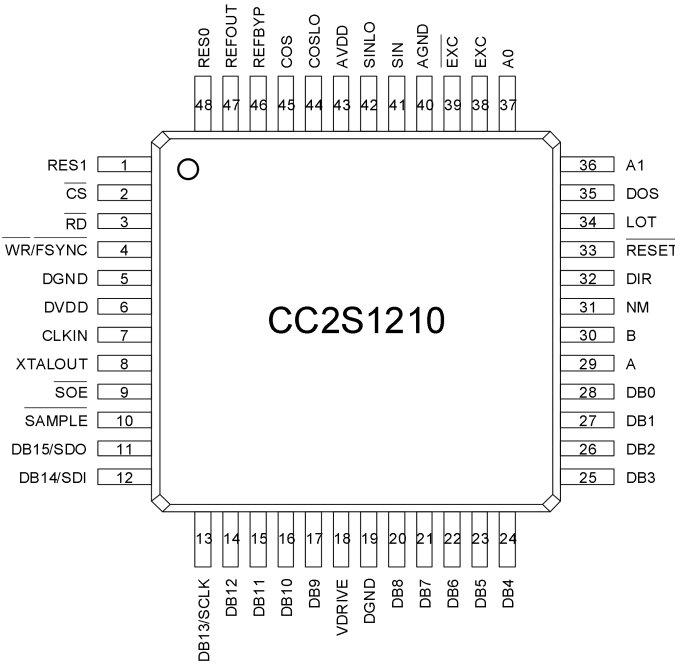 RES0 REFOUT REFBYP COS COSLO AVDD SINLO SIN AGND EXC EXC A0
48 47 46 45 44 43 42 41 40 39 38 37
RES1 1
CS 2
RD 3
WR/FSYNC 4
DGND 5
DVDD 6
CLKIN 7
XTALOUT 8
SOE 9
SAMPLE 10
DB15/SDO 11
DB14/SDI 12
CC2S1210
36 A1
35 DOS
34 LOT
33 RESET
32 DIR
31 NM
30 B
29 A
28 DB0
27 DB1
26 DB2
25 DB3
13 14 15 16 17 18 19 20 21 22 23 24
DB13/SCLK DB12 DB11 DB10 DB9 VDRIVE DGND DB8 DB7 DB6 DB5 DB4